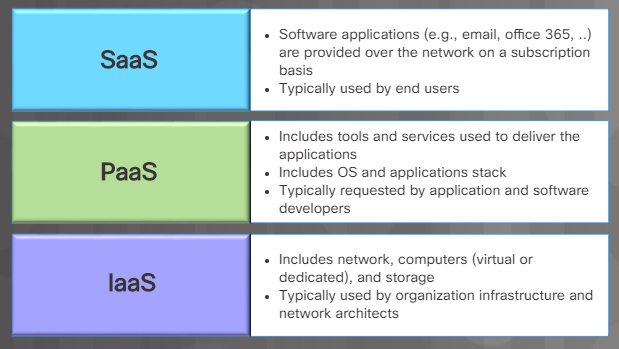 SaaS
• Software applications (e.g., email, office 365, ..)
are provided over the network on a subscription
basis
• Typically used by end users
PaaS
• Includes tools and services used to deliver the
applications
• Includes OS and applications stack
• Typically requested by application and software
developers
IaaS
• Includes network, computers (virtual or
dedicated), and storage
• Typically used by organization infrastructure and
network architects